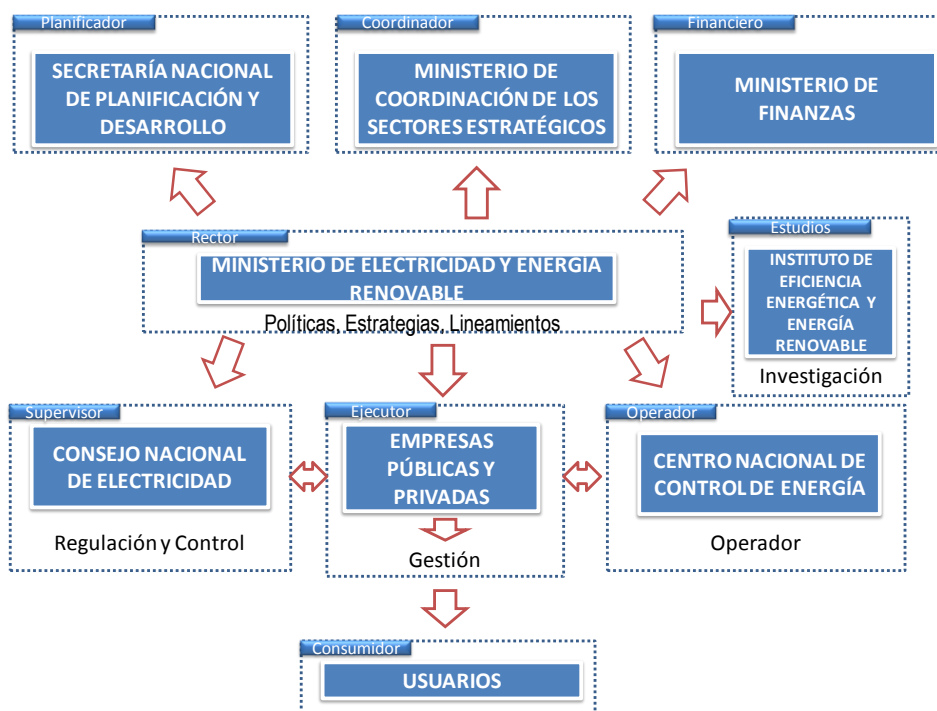 Planificador
SECRETARÍA NACIONAL
DE PLANIFICACIÓN Y
DESARROLLO
Coordinador
MINISTERIO DE
COORDINACIÓN DE LOS
SECTORES ESTRATÉGICOS
Financiero
MINISTERIO DE
FINANZAS
Rector
MINISTERIO DE ELECTRICIDAD Y ENERGÍA
RENOVABLE
Políticas, Estrategias, Lineamientos
Estudios
INSTITUTO DE
EFICIENCIA
ENERGÉTICA Y
ENERGÍA
RENOVABLE
Investigación
Supervisor
CONSEJO NACIONAL
DE ELECTRICIDAD
Regulación y Control
Ejecutor
EMPRESAS
PÚBLICAS Y
PRIVADAS
Gestión
Operador
CENTRO NACIONAL DE
CONTROL DE ENERGÍA
Operador
Consumidor
USUARIOS